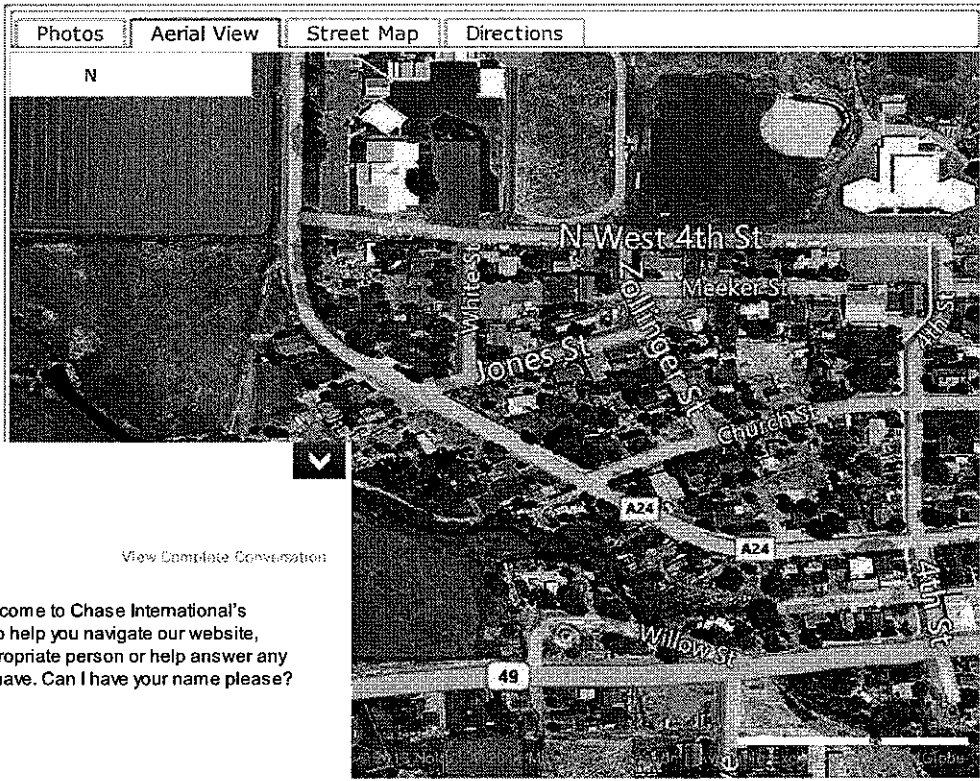 Photos Aerial View Street Map Directions
N
N West 4th St
White St
Zollinger St
Meeker St
Jones St
Church St
A24
A24
4th St
Willow St
49
View Complete Conversation
come to Chase International's
o help you navigate our website,
ropriate person or help answer any
have. Can I have your name please?